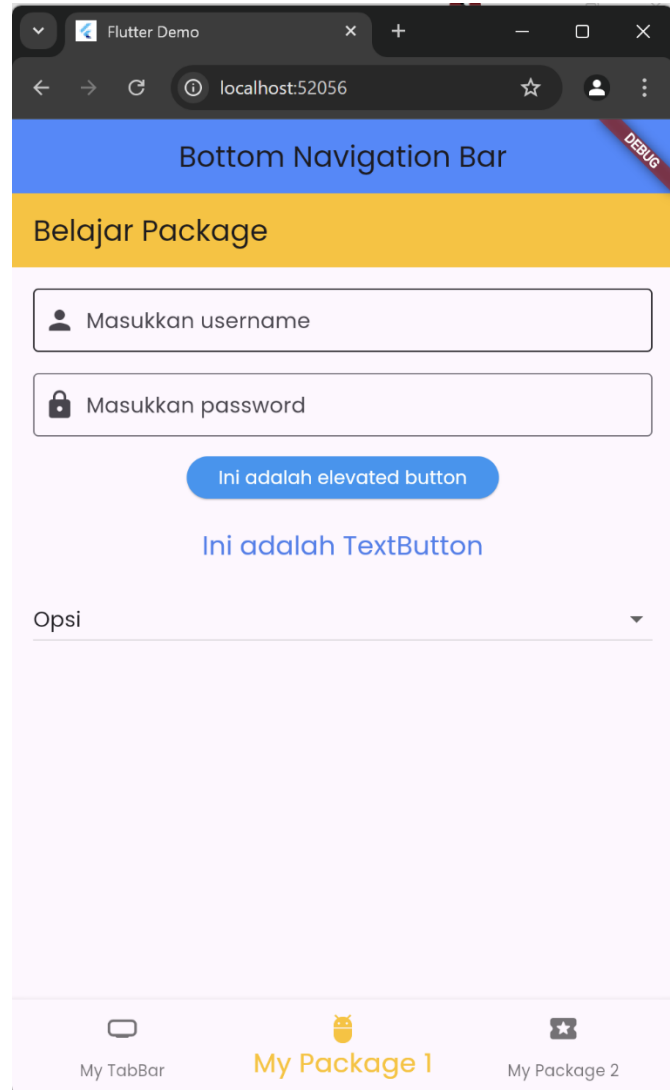 Flutter Demo
localhost:52056
Bottom Navigation Bar
DEBUG
Belajar Package
Masukkan username
Masukkan password
Ini adalah elevated button
Ini adalah TextButton
Opsi
My TabBar
My Package 1
My Package 2